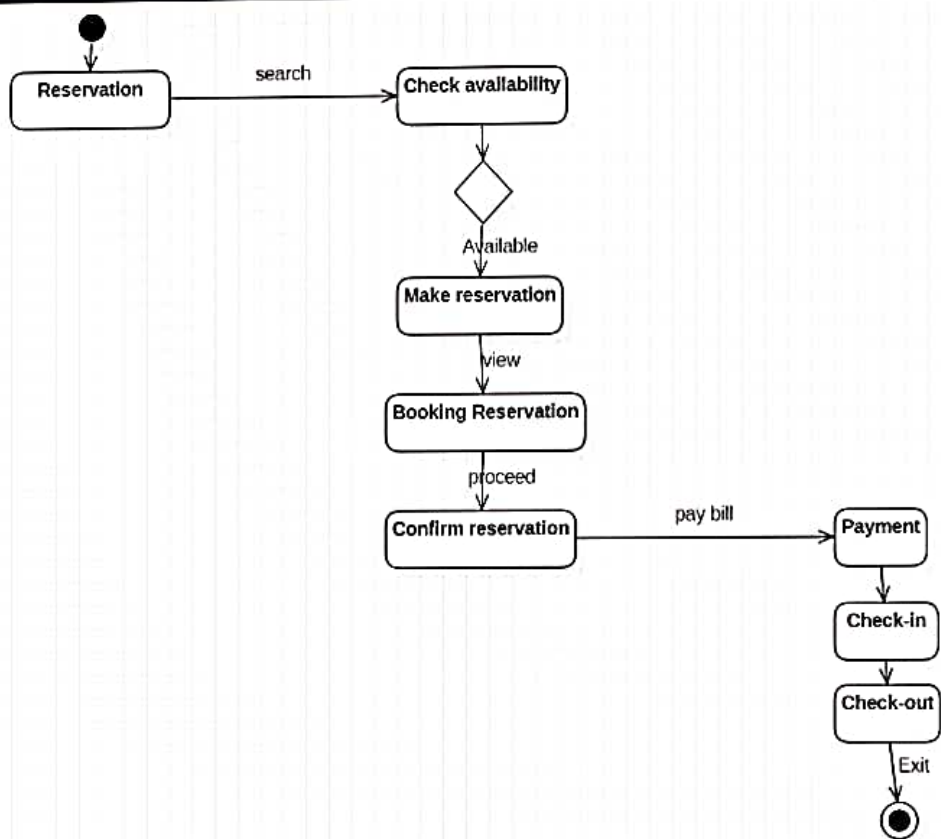 Reservation
search
Check availability
Available
Make reservation
view
Booking Reservation
proceed
Confirm reservation
pay bill
Payment
Check-in
Check-out
Exit